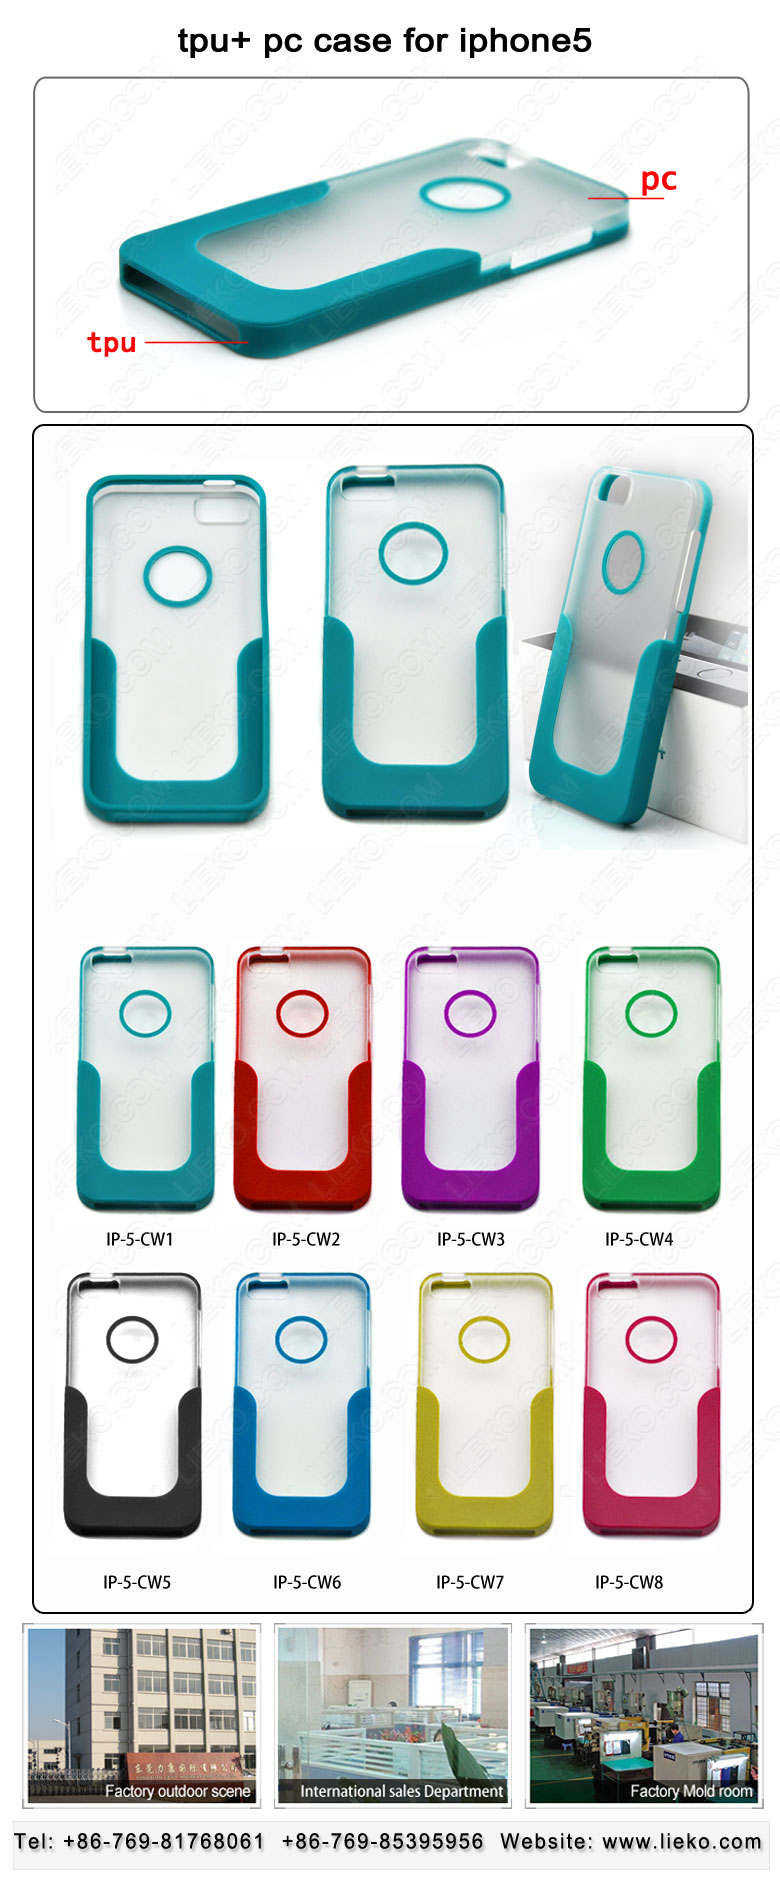 tpu+ pc case for iphone5
pc
tpu
IP-5-CW1 IP-5-CW2 IP-5-CW3 IP-5-CW4
IP-5-CW5 IP-5-CW6 IP-5-CW7 IP-5-CW8
Factory outdoor scene International sales Department Factory Mold room
Tel: +86-769-81768061 +86-769-85395956 Website: www.lieko.com
LIEKO.COM